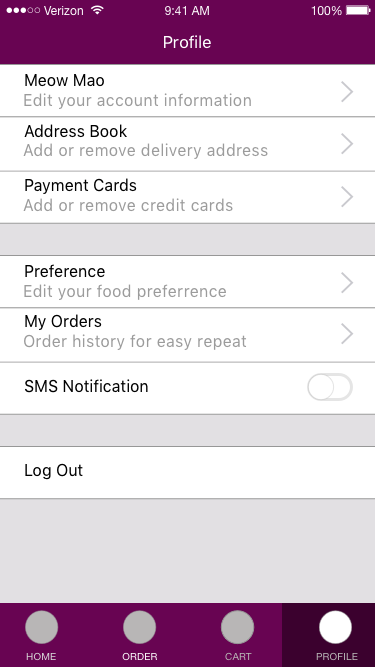 Verizon 9:41 AM 100%
Profile
Meow Mao
Edit your account information
Address Book
Add or remove delivery address
Payment Cards
Add or remove credit cards
Preference
Edit your food preferrence
My Orders
Order history for easy repeat
SMS Notification
Log Out
HOME ORDER CART PROFILE